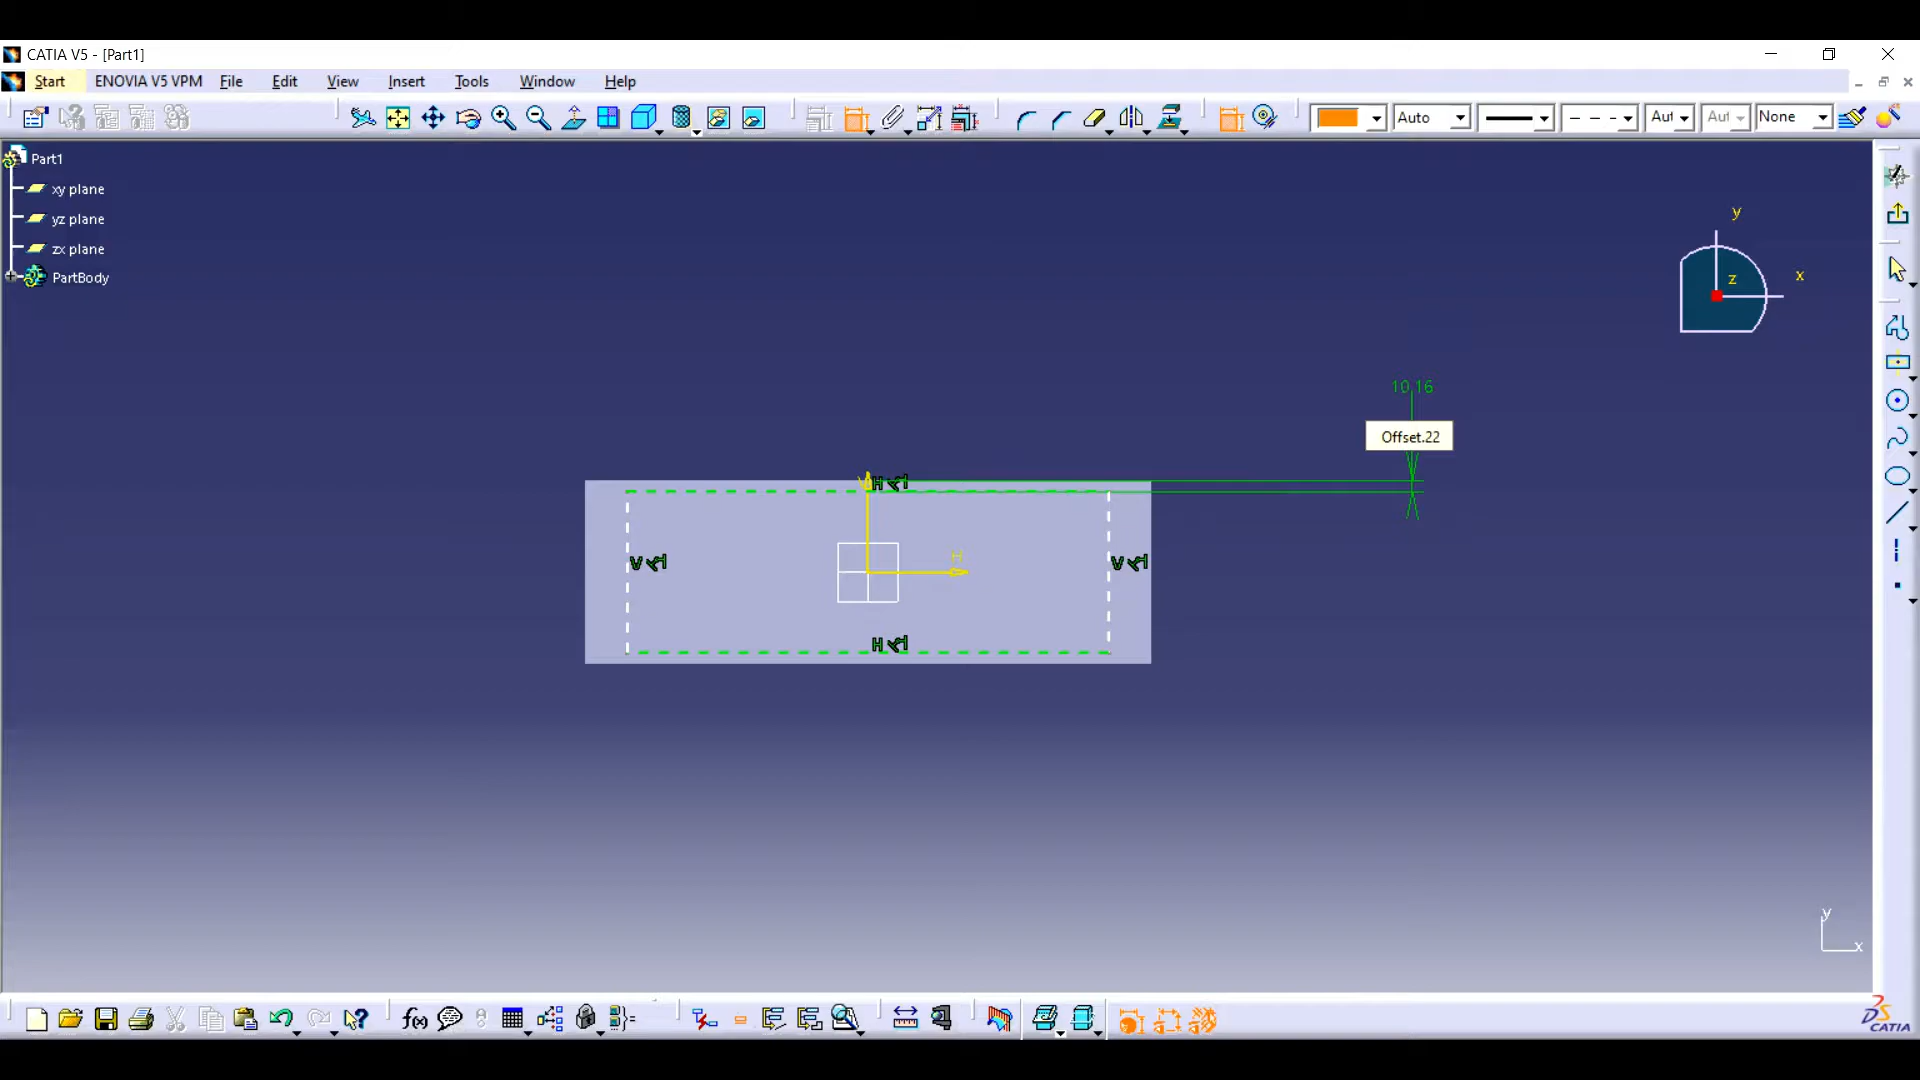 CATIA V5 - [Part1]
Start ENOVIA V5 VPM File Edit View Insert Tools Window Help
Auto Aut Aut None
Part1
xy plane
yz plane
zx plane
PartBody
y
x
z
10,16
Offset.22
H
V
H
V
V
H
y
x
f(x)
CATIA